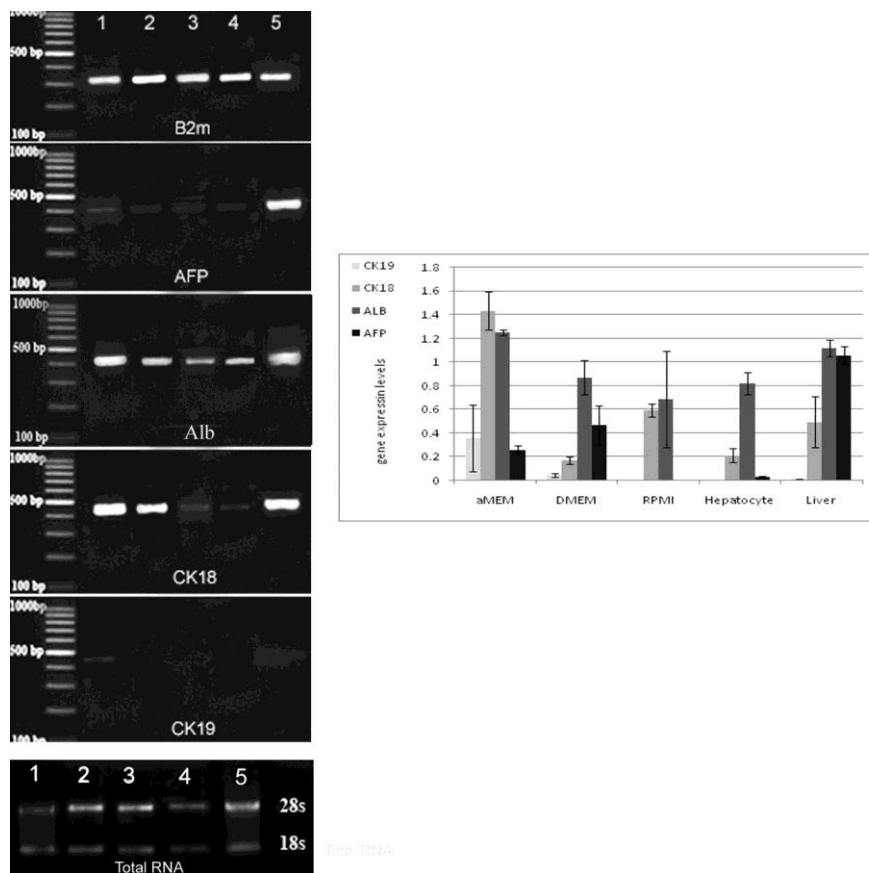 1000bp
1 2 3 4 5
500 bp
100 bp
B2m
1000bp
500 bp
100 bp
AFP
1000bp
500 bp
100 bp
Alb
1000bp
500 bp
100 bp
CK18
1000bp
500 bp
100 bp
CK19
1 2 3 4 5
28s
18s
Total RNA
Total RNA
CK19
CK18
ALB
AFP
1.8
1.6
1.4
1.2
1
0.8
0.6
0.4
0.2
0
gene expressin levels
aMEM DMEM RPMI Hepatocyte Liver